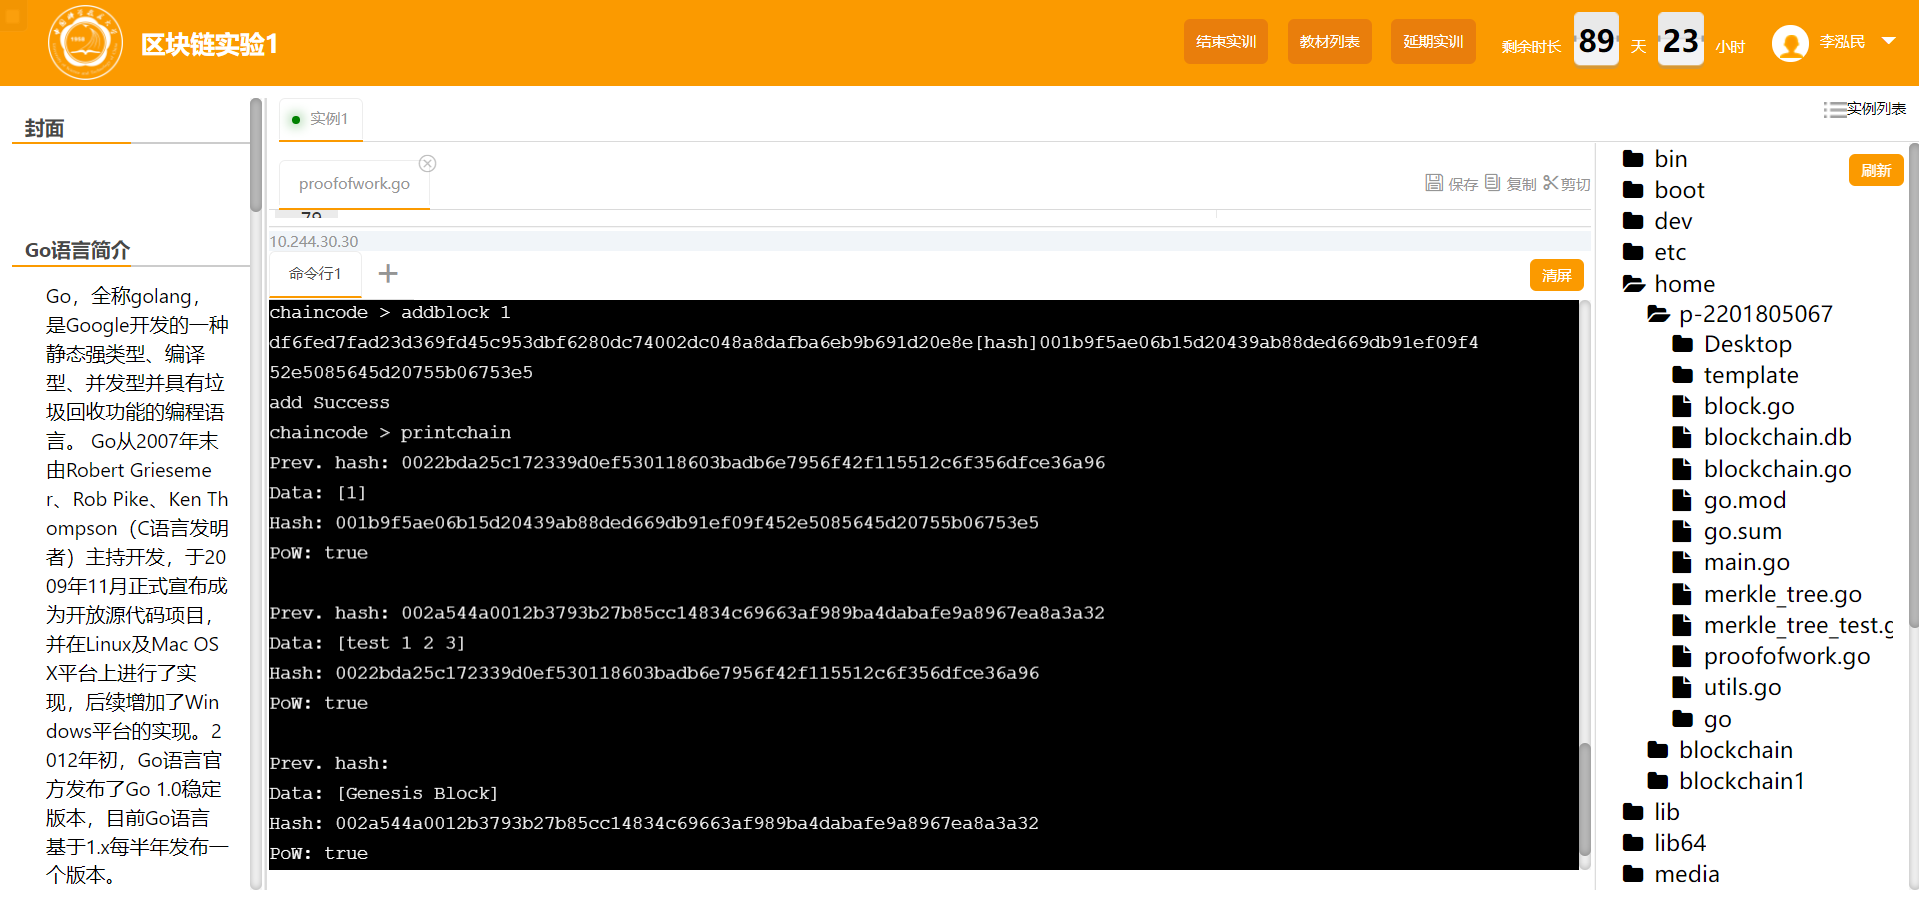 区块链实验1
结束实训
教材列表
延期实训
剩余时长
89
天
23
小时
李泓民
封面
Go语言简介
Go，全称golang，
是Google开发的一种
静态强类型、编译
型、并发型并具有垃
圾回收功能的编程语
言。 Go从2007年末
由Robert Grieseme
r、Rob Pike、Ken Th
ompson（C语言发明
者）主持开发，于20
09年11月正式宣布成
为开放源代码项目，
并在Linux及Mac OS
X平台上进行了实
现，后续增加了Win
dows平台的实现。2
012年初，Go语言官
方发布了Go 1.0稳定
版本，目前Go语言
基于1.x每半年发布一
个版本。
实例1
实例列表
proofofwork.go
保存 复制 剪切
79
10.244.30.30
命令行1 +
清屏
chaincode > addblock 1
df6fed7fad23d369fd45c953dbf6280dc74002dc048a8dafba6eb9b691d20e8e[hash]001b9f5ae06b15d20439ab88ded669db91ef09f4
52e5085645d20755b06753e5
add Success
chaincode > printchain
Prev. hash: 0022bda25c172339d0ef530118603badb6e7956f42f115512c6f356dfce36a96
Data: [1]
Hash: 001b9f5ae06b15d20439ab88ded669db91ef09f452e5085645d20755b06753e5
PoW: true
Prev. hash: 002a544a0012b3793b27b85cc14834c69663af989ba4dabafe9a8967ea8a3a32
Data: [test 1 2 3]
Hash: 0022bda25c172339d0ef530118603badb6e7956f42f115512c6f356dfce36a96
PoW: true
Prev. hash:
Data: [Genesis Block]
Hash: 002a544a0012b3793b27b85cc14834c69663af989ba4dabafe9a8967ea8a3a32
PoW: true
刷新
bin
boot
dev
etc
home
p-2201805067
Desktop
template
block.go
blockchain.db
blockchain.go
go.mod
go.sum
main.go
merkle_tree.go
merkle_tree_test.g
proofofwork.go
utils.go
go
blockchain
blockchain1
lib
lib64
media